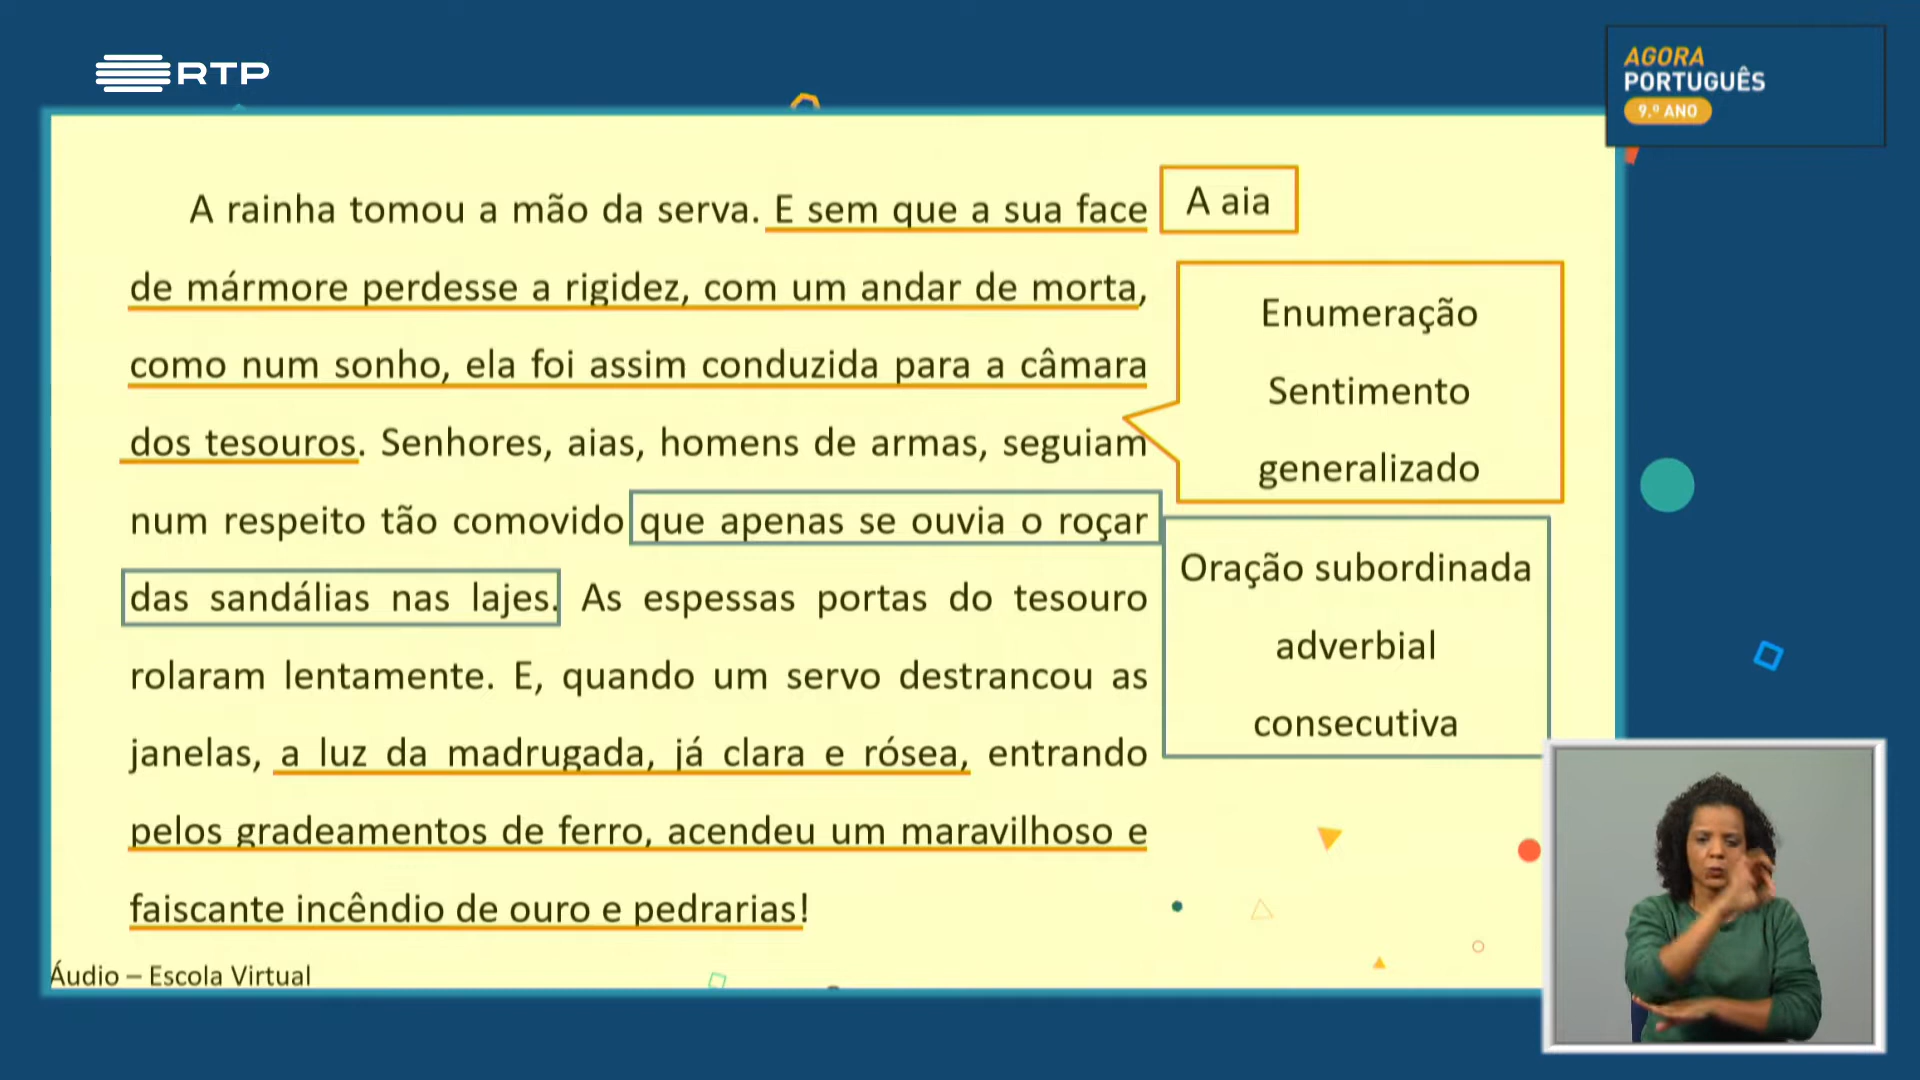 RTP
AGORA
PORTUGUÊS
9.º ANO
A rainha tomou a mão da serva. E sem que a sua face
de mármore perdesse a rigidez, com um andar de morta,
como num sonho, ela foi assim conduzida para a câmara
dos tesouros. Senhores, aias, homens de armas, seguiam
num respeito tão comovido que apenas se ouvia o roçar
das sandálias nas lajes. As espessas portas do tesouro
rolaram lentamente. E, quando um servo destrancou as
janelas, a luz da madrugada, já clara e rósea, entrando
pelos gradeamentos de ferro, acendeu um maravilhoso e
faiscante incêndio de ouro e pedrarias!
A aia
Enumeração
Sentimento
generalizado
Oração subordinada
adverbial
consecutiva
Áudio – Escola Virtual